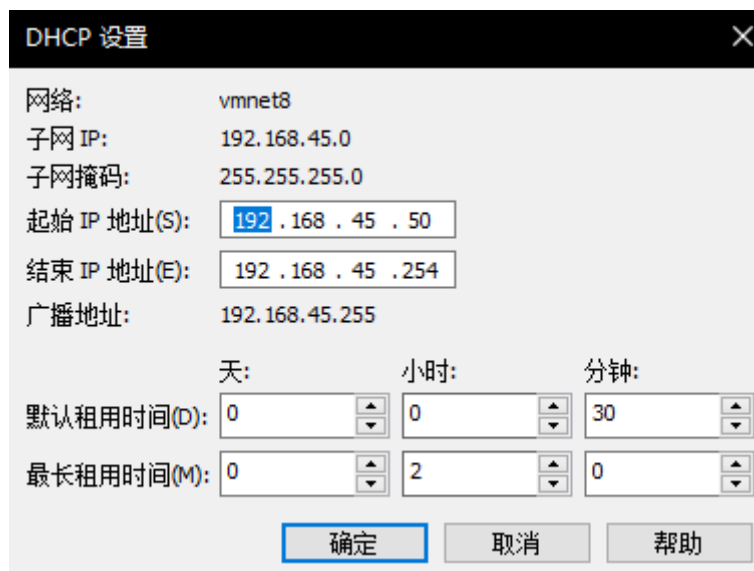 DHCP 设置
网络: vmnet8
子网 IP: 192.168.45.0
子网掩码: 255.255.255.0
起始 IP 地址(S): 192 . 168 . 45 . 50
结束 IP 地址(E): 192 . 168 . 45 . 254
广播地址: 192.168.45.255
天: 小时: 分钟:
默认租用时间(D): 0 0 30
最长租用时间(M): 0 2 0
确定 取消 帮助